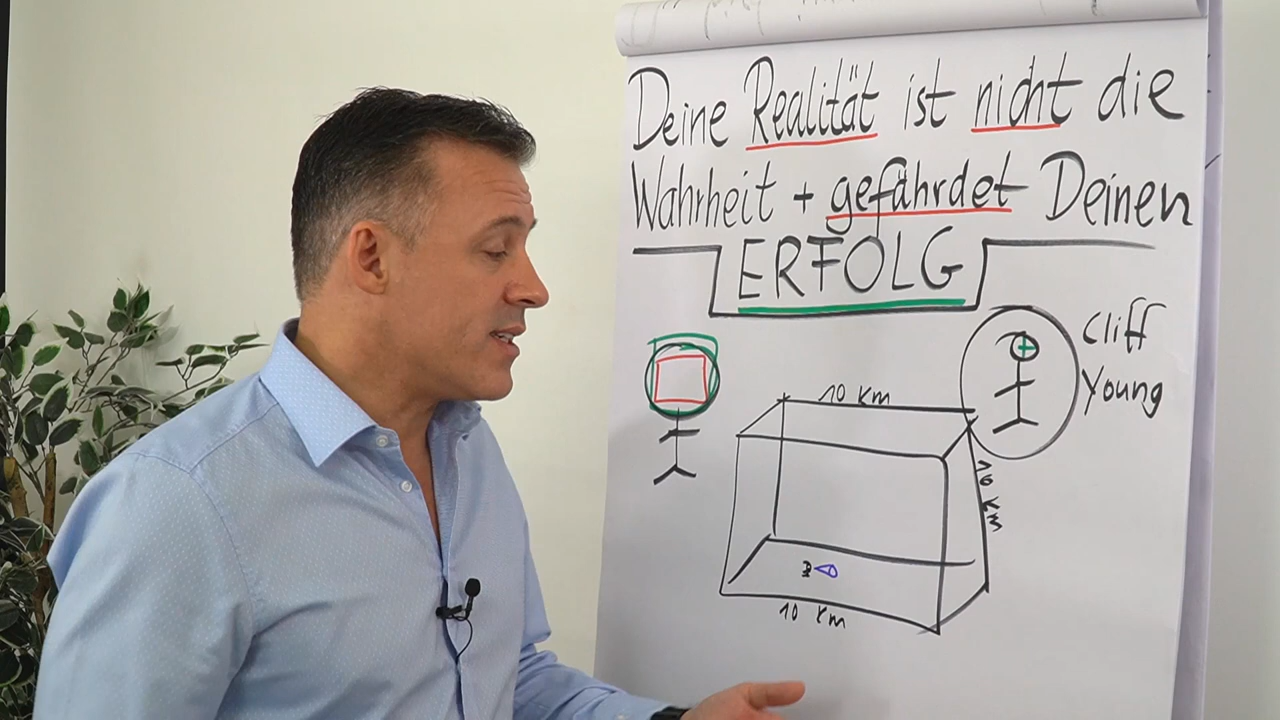 Deine Realität ist nicht die
Wahrheit + gefährdet Deinen
ERFOLG
Cliff
Young
10 Km
10 Km
10 Km